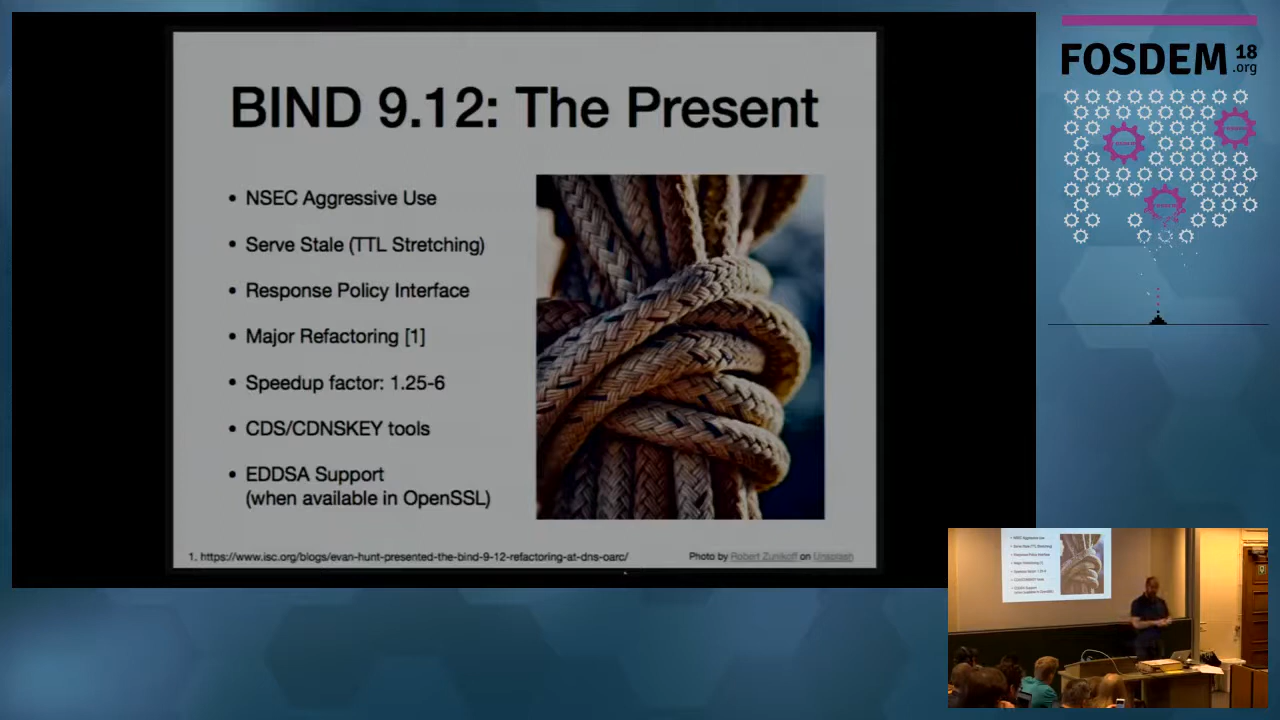 BIND 9.12: The Present
• NSEC Aggressive Use
• Serve Stale (TTL Stretching)
• Response Policy Interface
• Major Refactoring [1]
• Speedup factor: 1.25-6
• CDS/CDNSKEY tools
• EDDSA Support
(when available in OpenSSL)
1. https://www.isc.org/blogs/evan-hunt-presented-the-bind-9-12-refactoring-at-dns-oarc/
Photo by Robert Zunikoff on Unsplash
FOSDEM 18
.org